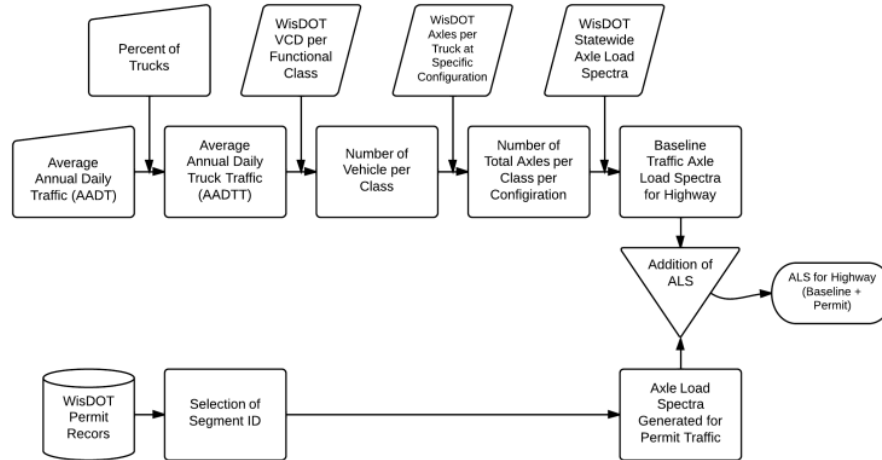 Percent of
Trucks
WisDOT
VCD per
Functional
Class
WisDOT
Axles per
Truck at
Specific
Configuration
WisDOT
Statewide
Axle Load
Spectra
Average
Annual Daily
Traffic (AADT)
Average
Annual Daily
Truck Traffic
(AADTT)
Number of
Vehicle per
Class
Number of
Total Axles per
Class per
Configiration
Baseline
Traffic Axle
Load Spectra
for Highway
Addition of
ALS
ALS for Highway
(Baseline +
Permit)
WisDOT
Permit
Recors
Selection of
Segment ID
Axle Load
Spectra
Generated for
Permit Traffic